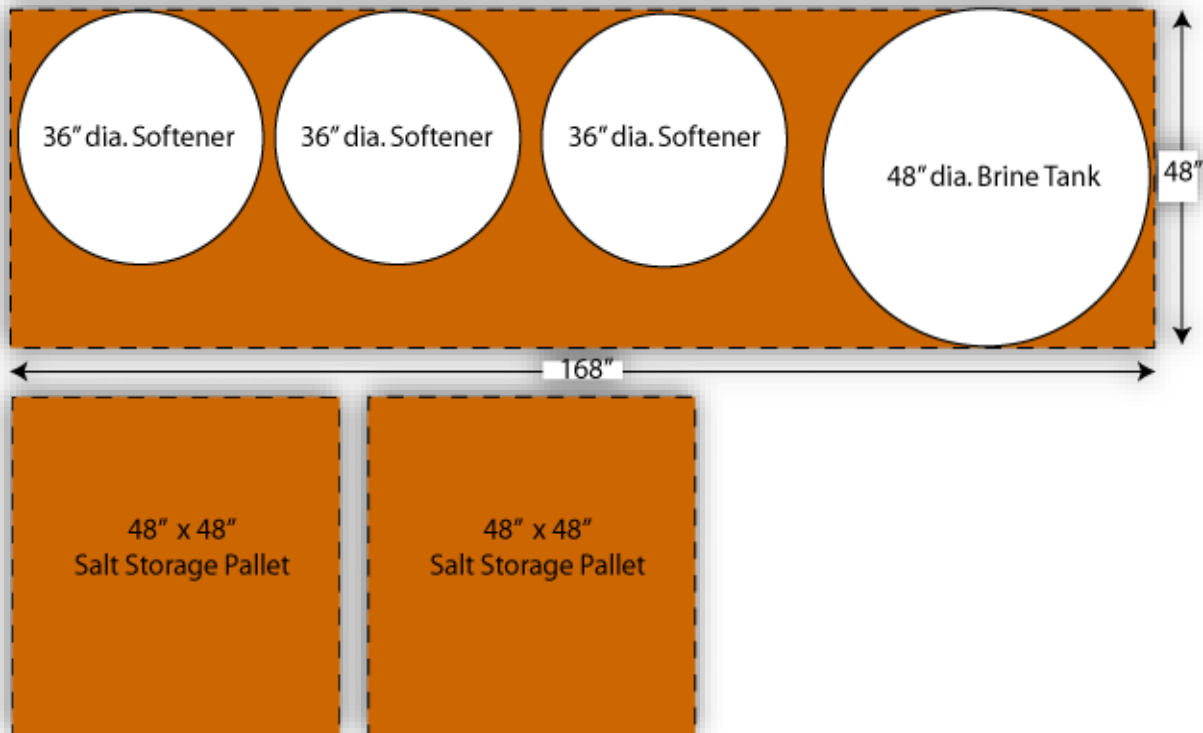 36” dia. Softener
36” dia. Softener
36” dia. Softener
48” dia. Brine Tank
48”
168”
48” x 48”
Salt Storage Pallet
48” x 48”
Salt Storage Pallet